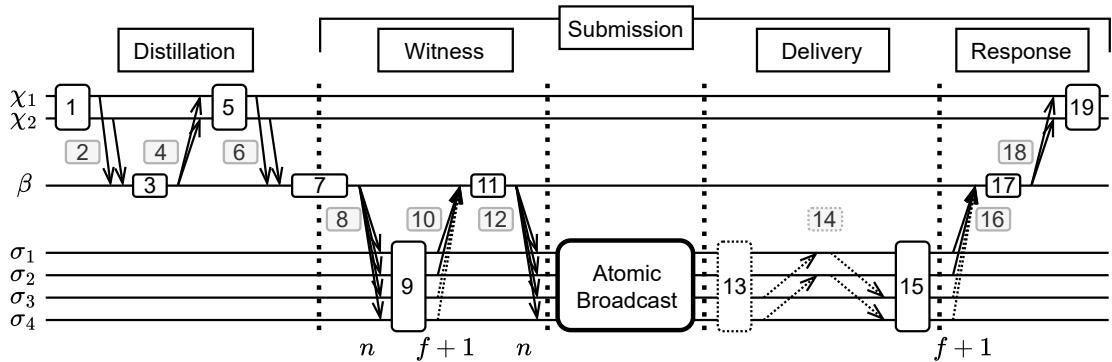 Submission
Distillation
Witness
Delivery
Response
χ₁
1
5
19
χ₂
2
4
6
18
β
3
7
11
17
8
10
12
14
16
σ₁
σ₂
9
Atomic
Broadcast
13
15
σ₃
σ₄
n
f + 1
n
f + 1